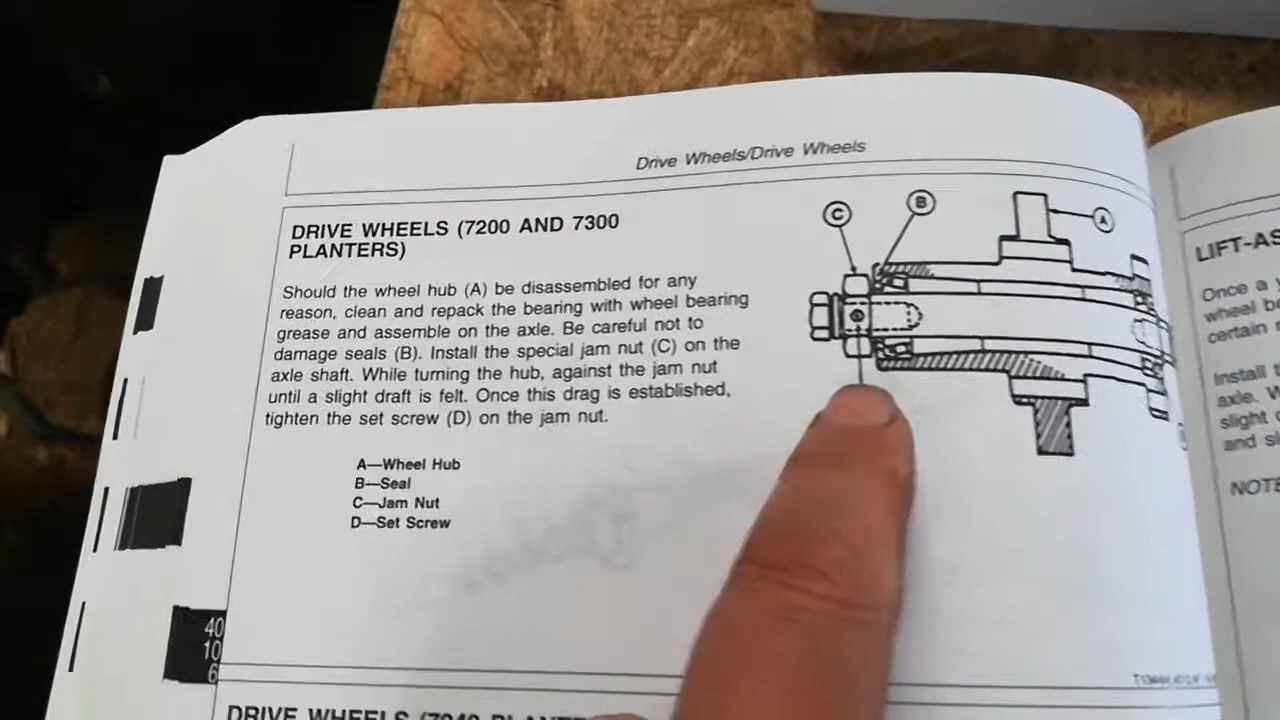 Drive Wheels/Drive Wheels
DRIVE WHEELS (7200 AND 7300
PLANTERS)
Should the wheel hub (A) be disassembled for any
reason, clean and repack the bearing with wheel bearing
grease and assemble on the axle. Be careful not to
damage seals (B). Install the special jam nut (C) on the
axle shaft. While turning the hub, against the jam nut
until a slight draft is felt. Once this drag is established,
tighten the set screw (D) on the jam nut.
A—Wheel Hub
B—Seal
C—Jam Nut
D—Set Screw
C
B
A
40
10
6
DRIVE WHEELS (7240
LIFT-AS
Once a
wheel b
certain
Install t
axle. W
slight
and sl
NOTE